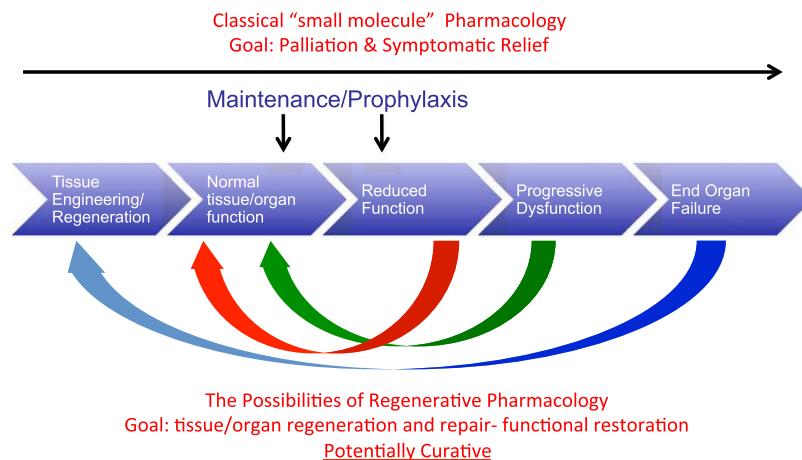 Classical “small molecule”  Pharmacology
Goal: Palliation & Symptomatic Relief
Maintenance/Prophylaxis
Tissue
Engineering/
Regeneration
Normal
tissue/organ
function
Reduced
Function
Progressive
Dysfunction
End Organ
Failure
The Possibilities of Regenerative Pharmacology
Goal: tissue/organ regeneration and repair- functional restoration
Potentially Curative